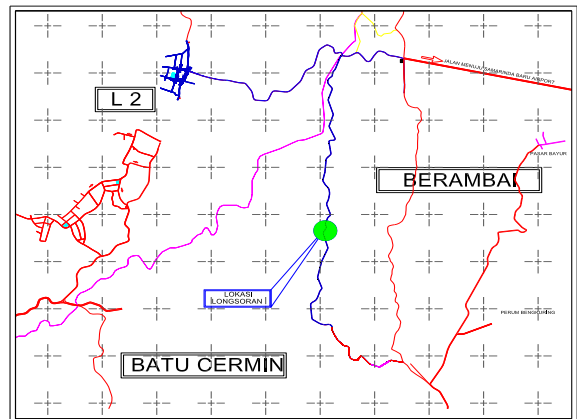 JALAN MENUJU SAMARINDA BARU AIRPORT
L 2
PASAR BAYUR
BERAMBAI
LOKASI
LONGSORAN
PERUM BENGKURING
BATU CERMIN